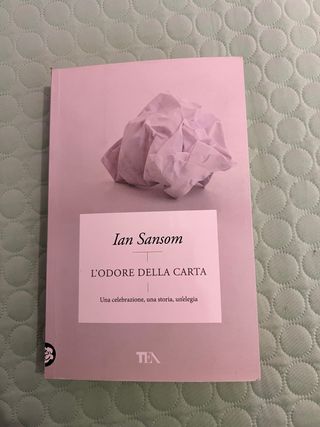 Ian Sansom
L'ODORE DELLA CARTA
Una celebrazione, una storia, un'elegia
TEA